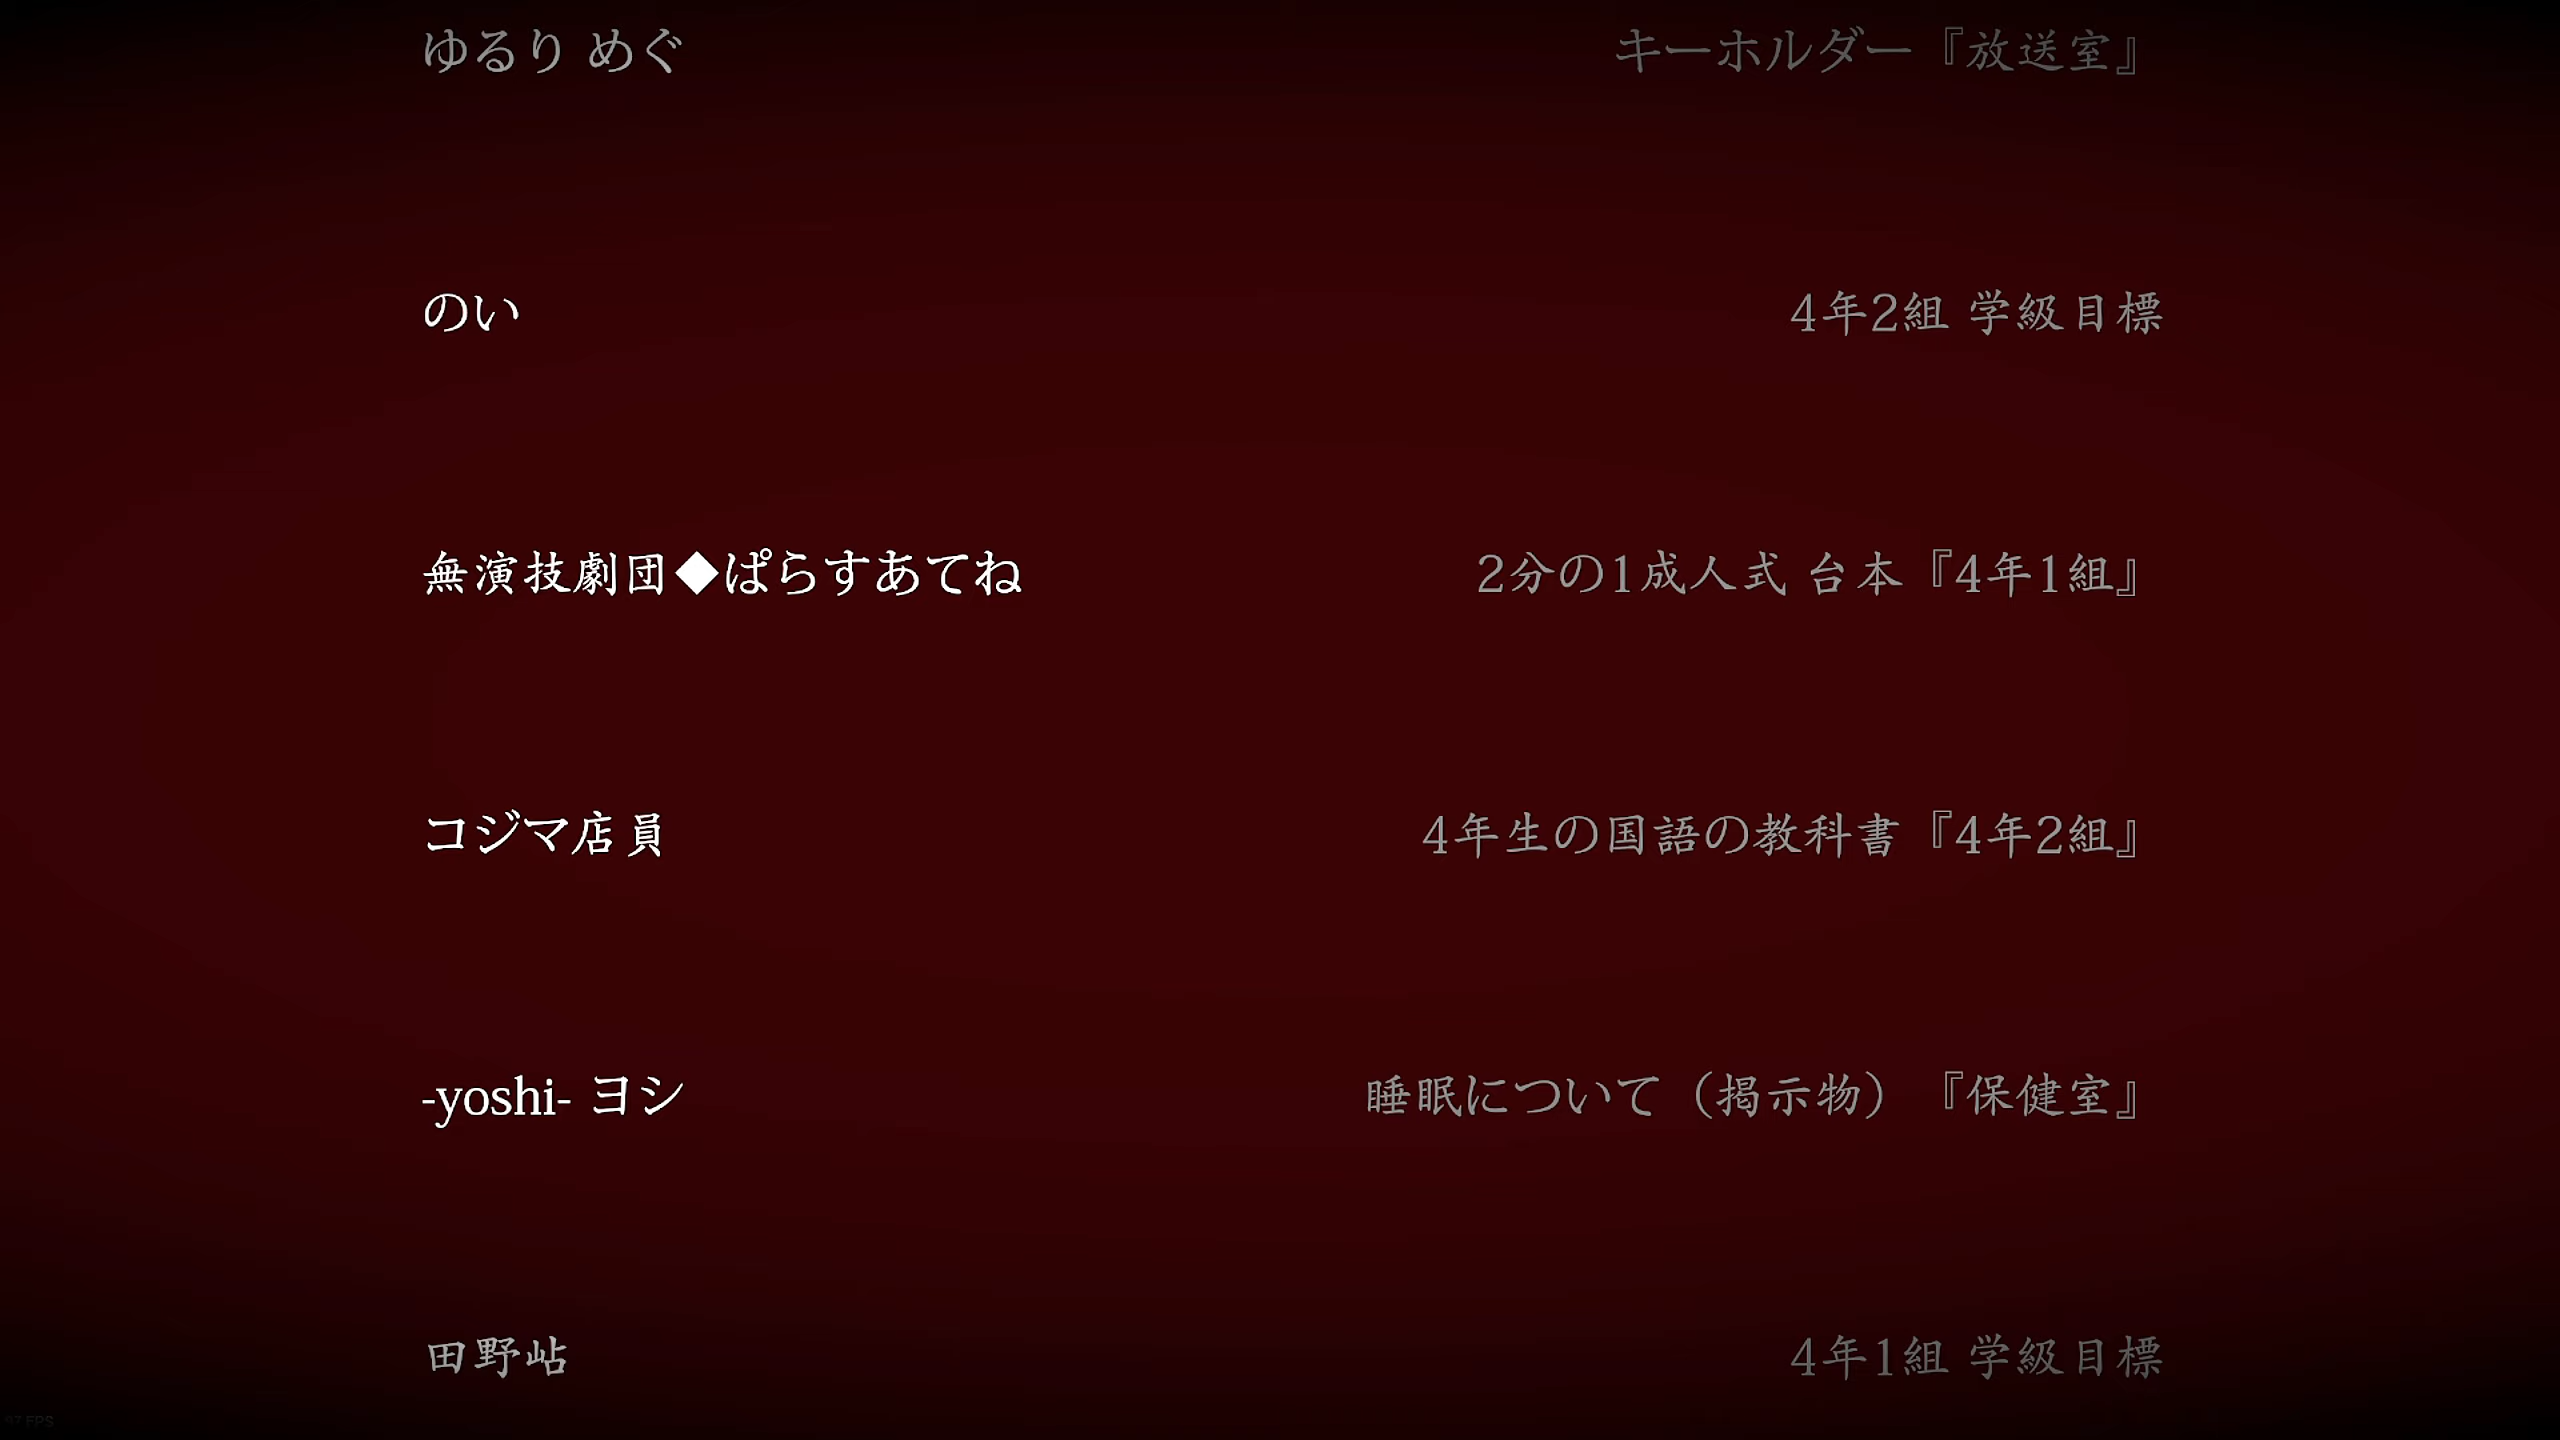 ゆるり めぐ キーホルダー『放送室』
のい 4年2組 学級目標
無演技劇団◆ぱらすあてね 2分の1成人式 台本『4年1組』
コジマ店員 4年生の国語の教科書『4年2組』
-yoshi- ヨシ 睡眠について（掲示物）『保健室』
田野岾 4年1組 学級目標
97 FPS